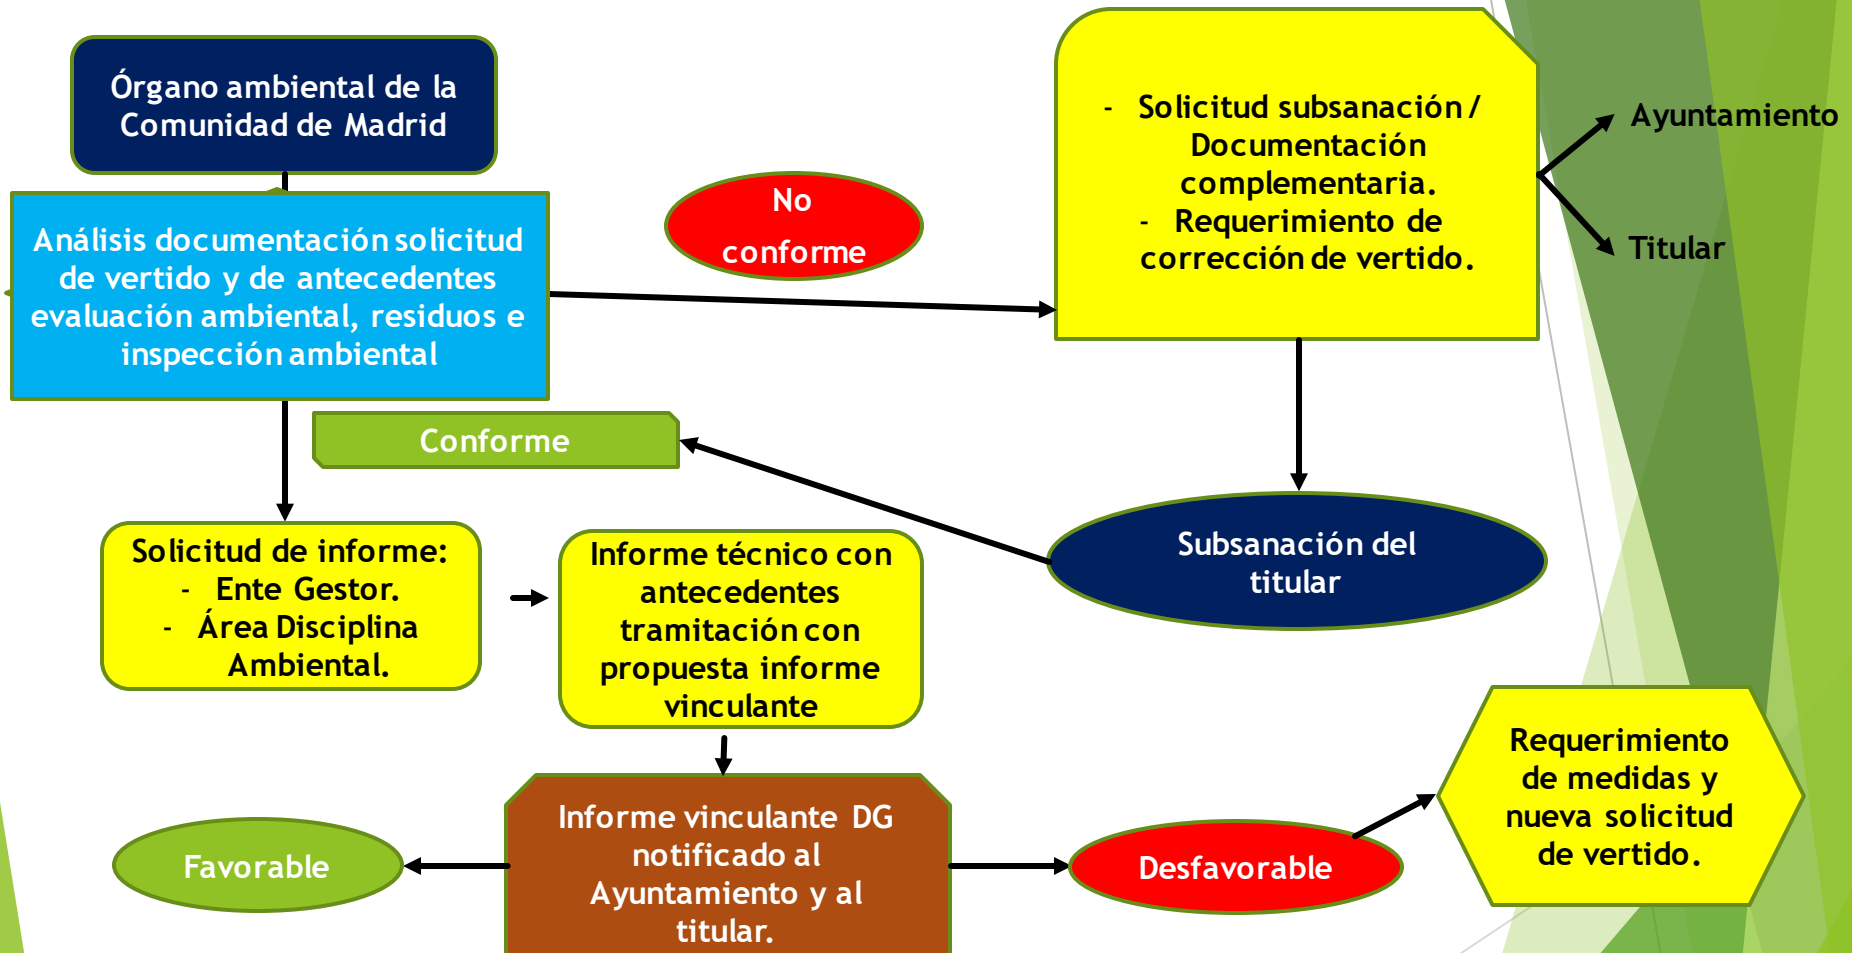 Órgano ambiental de la
Comunidad de Madrid
Análisis documentación solicitud
de vertido y de antecedentes
evaluación ambiental, residuos e
inspección ambiental
No
conforme
- Solicitud subsanación /
Documentación
complementaria.
- Requerimiento de
corrección de vertido.
Ayuntamiento
Titular
Conforme
Subsanación del
titular
Solicitud de informe:
- Ente Gestor.
- Área Disciplina
Ambiental.
Informe técnico con
antecedentes
tramitación con
propuesta informe
vinculante
Informe vinculante DG
notificado al
Ayuntamiento y al
titular.
Favorable
Desfavorable
Requerimiento
de medidas y
nueva solicitud
de vertido.